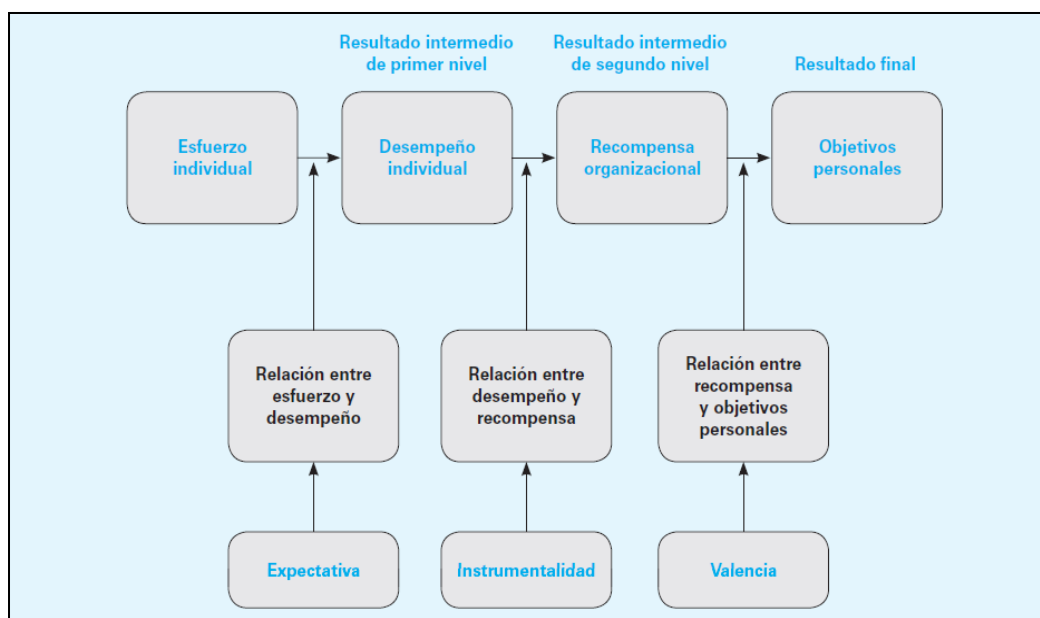 Resultado intermedio
de primer nivel
Resultado intermedio
de segundo nivel
Resultado final
Esfuerzo
individual
Desempeño
individual
Recompensa
organizacional
Objetivos
personales
Relación entre
esfuerzo y
desempeño
Relación entre
desempeño y
recompensa
Relación entre
recompensa
y objetivos
personales
Expectativa
Instrumentalidad
Valencia